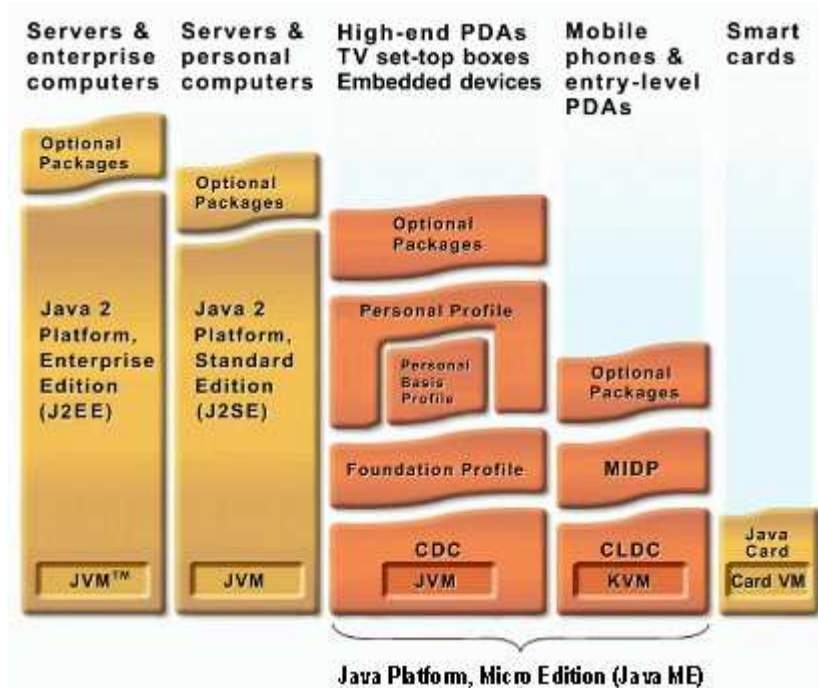 Servers &
enterprise
computers
Servers &
personal
computers
High-end PDAs
TV set-top boxes
Embedded devices
Mobile
phones &
entry-level
PDAs
Smart
cards
Optional
Packages
Java 2
Platform,
Enterprise
Edition
(J2EE)
JVM™
Optional
Packages
Java 2
Platform,
Standard
Edition
(J2SE)
JVM
Optional
Packages
Personal Profile
Personal
Basis
Profile
Foundation Profile
CDC
JVM
Optional
Packages
MIDP
CLDC
KVM
Java
Card
Card VM
Java Platform, Micro Edition (Java ME)